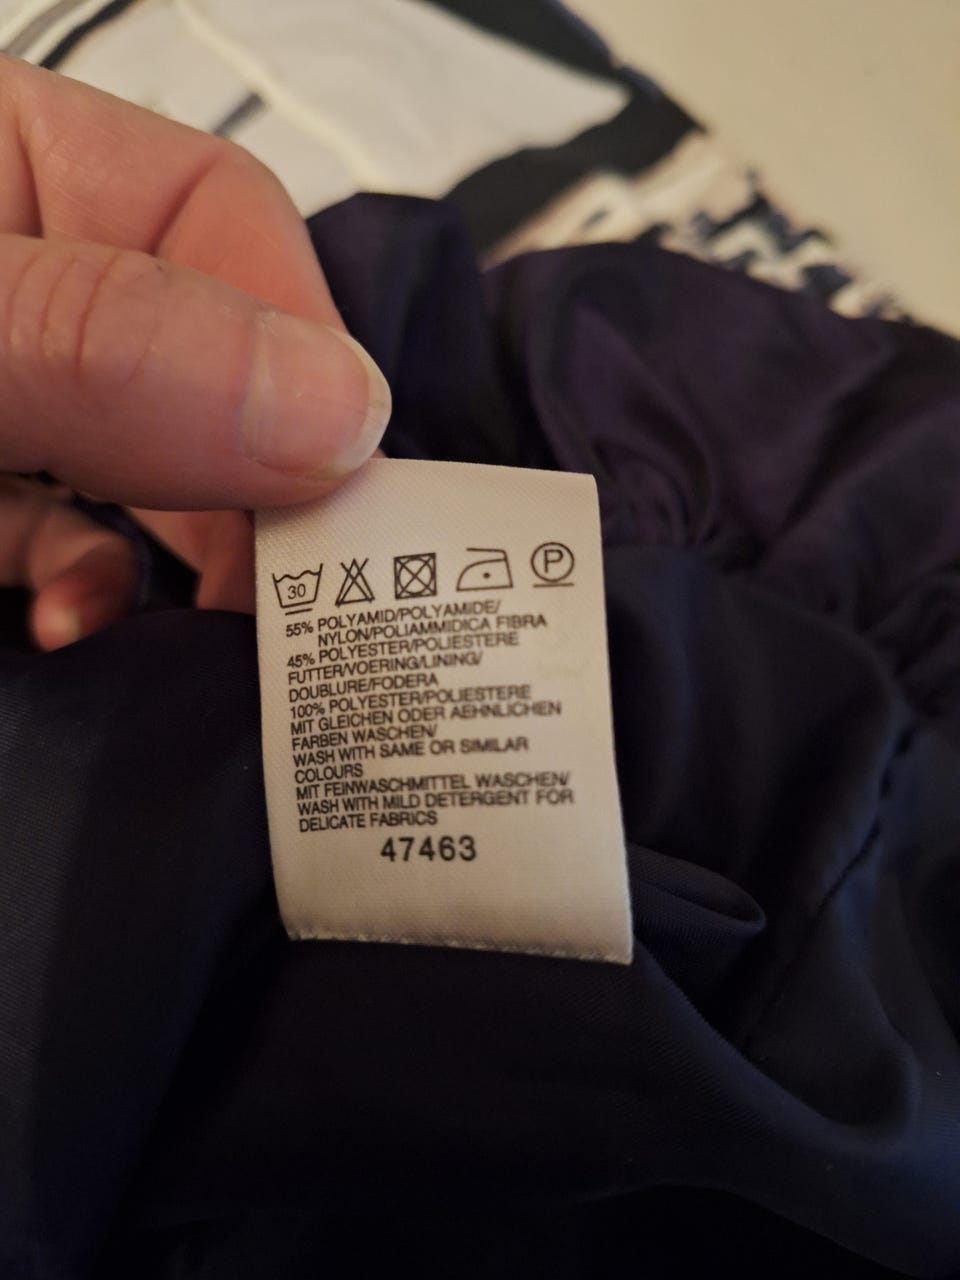 30
P
55% POLYAMID/POLYAMIDE/
NYLON/POLIAMMIDICA FIBRA
45% POLYESTER/POLIESTERE
FUTTER/VOERING/LINING/
DOUBLURE/FODERA
100% POLYESTER/POLIESTERE
MIT GLEICHEN ODER AEHNLICHEN
FARBEN WASCHEN/
WASH WITH SAME OR SIMILAR
COLOURS
MIT FEINWASCHMITTEL WASCHEN/
WASH WITH MILD DETERGENT FOR
DELICATE FABRICS
47463